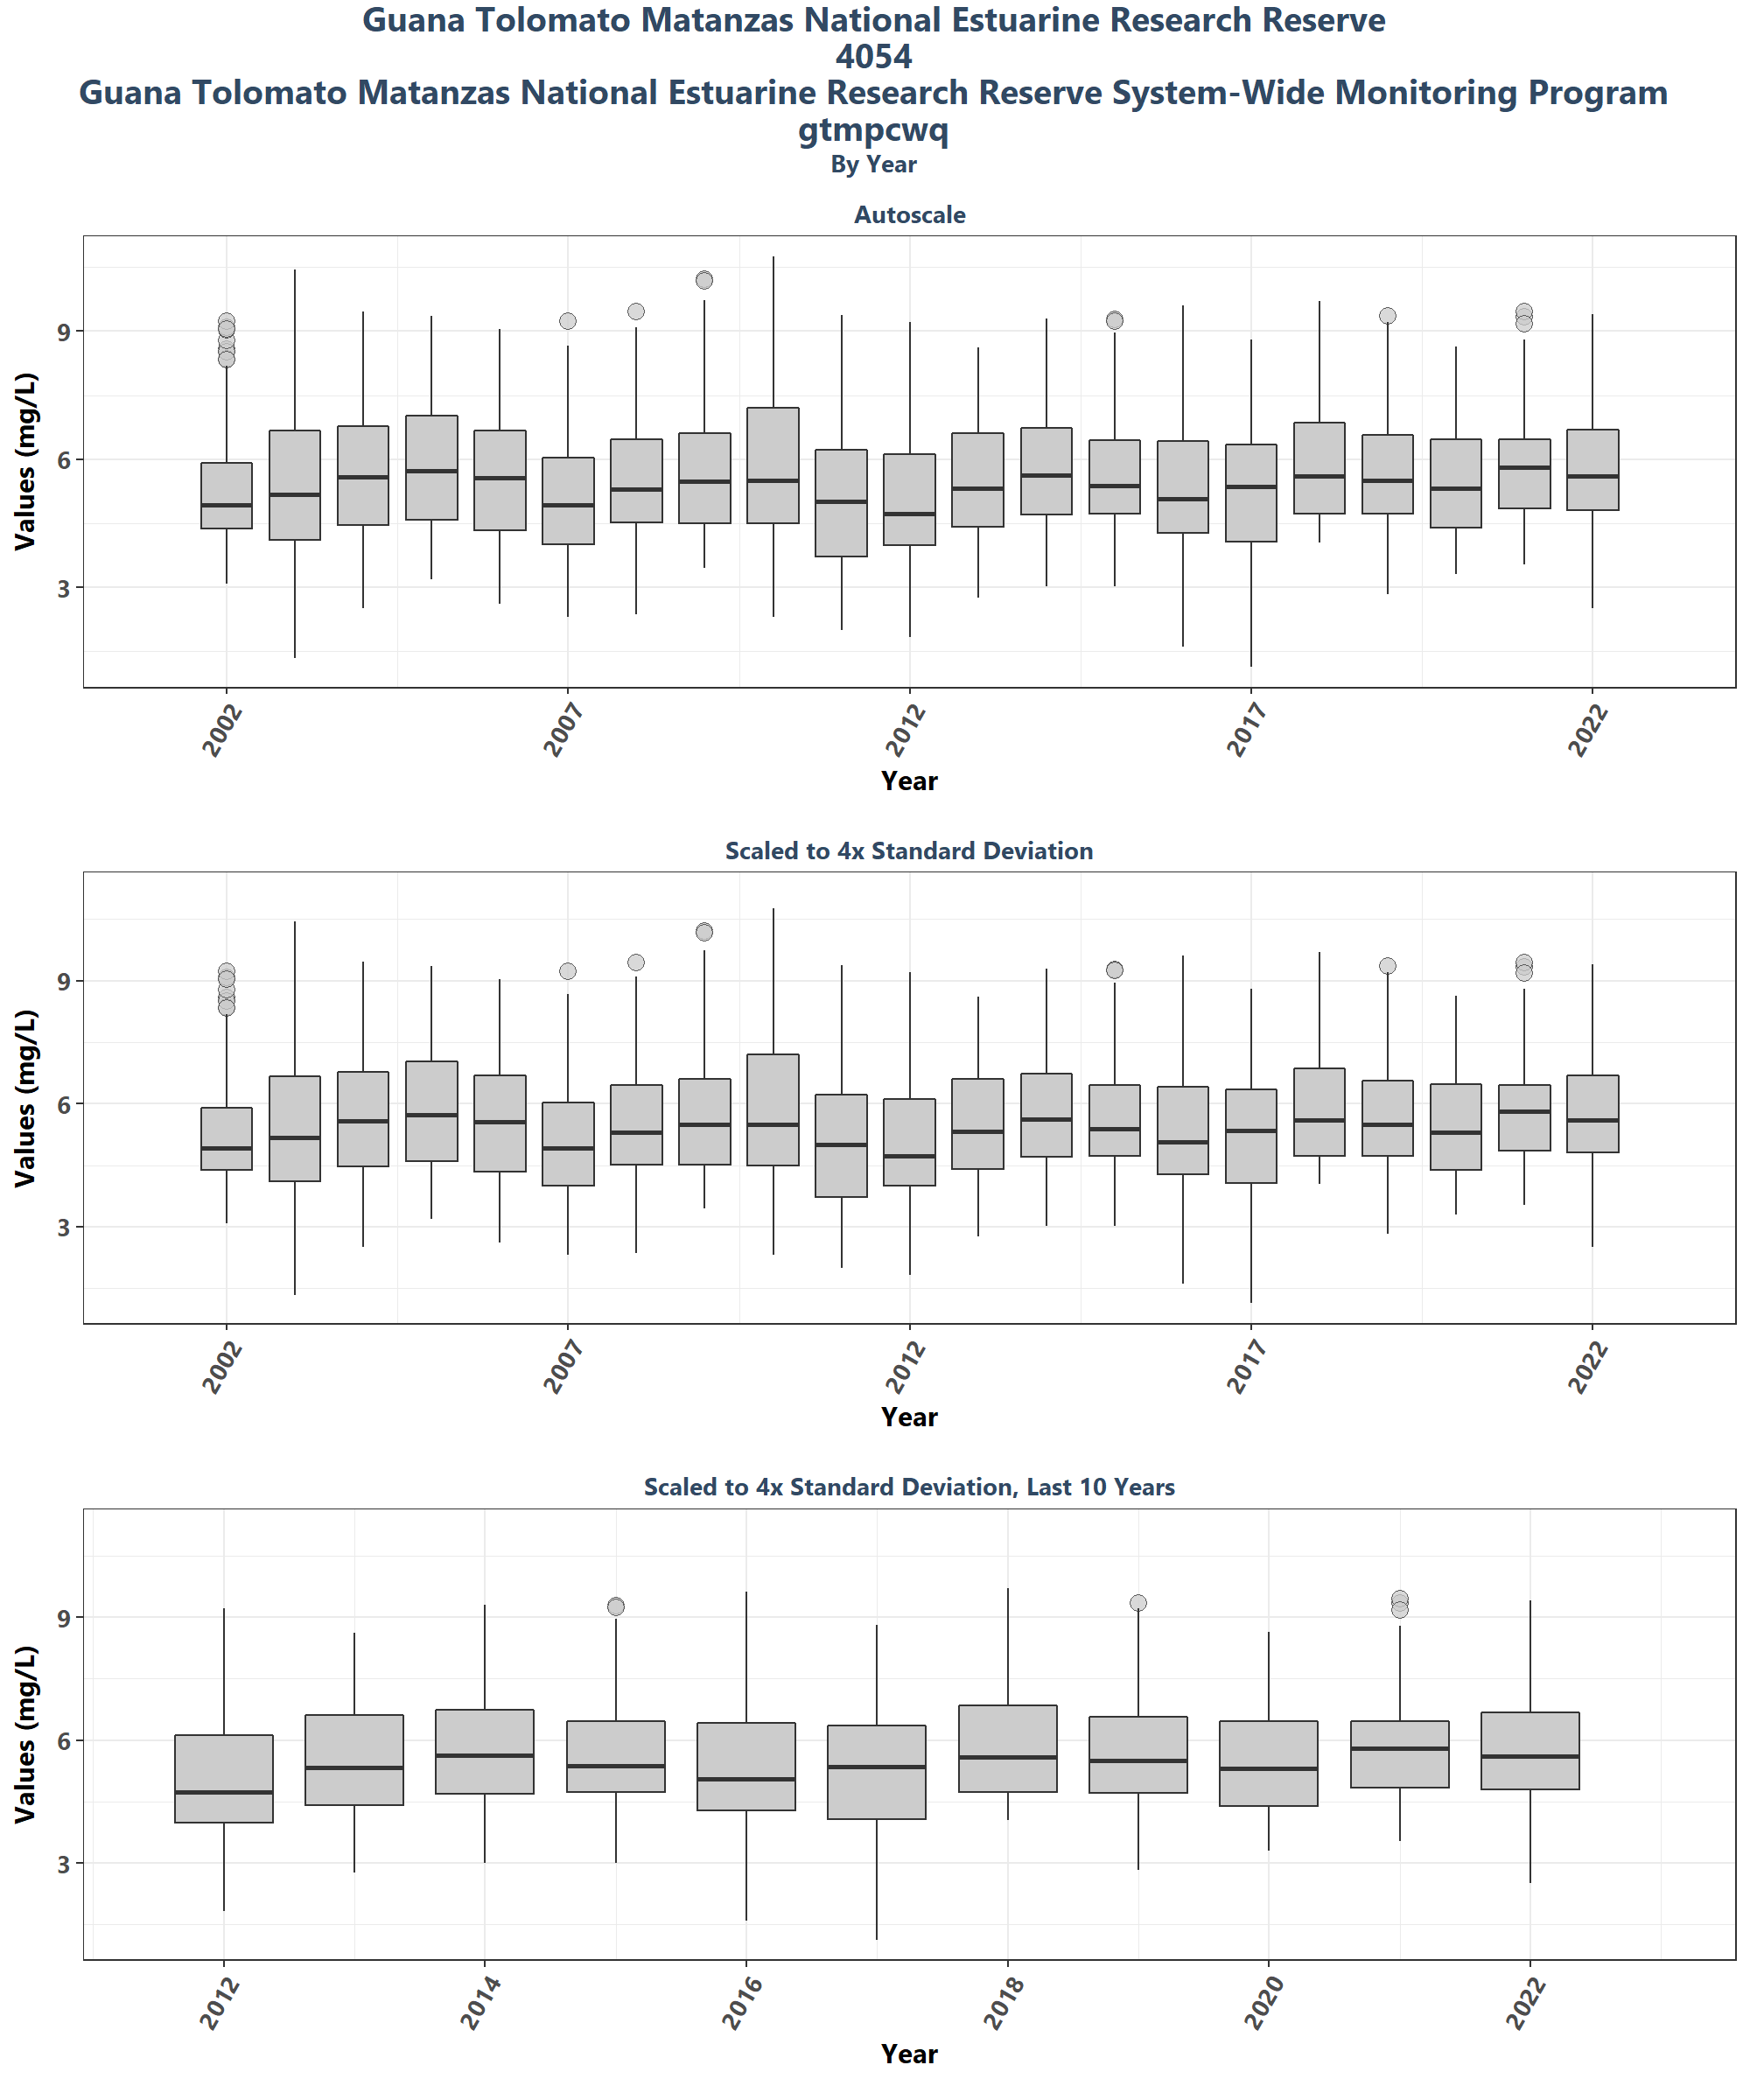 Guana Tolomato Matanzas National Estuarine Research Reserve
4054
Guana Tolomato Matanzas National Estuarine Research Reserve System-Wide Monitoring Program
gtmpcwq
By Year
Autoscale
Values (mg/L)
9
6
3
2002
2007
2012
2017
2022
Year
Scaled to 4x Standard Deviation
Values (mg/L)
9
6
3
2002
2007
2012
2017
2022
Year
Scaled to 4x Standard Deviation, Last 10 Years
Values (mg/L)
9
6
3
2012
2014
2016
2018
2020
2022
Year